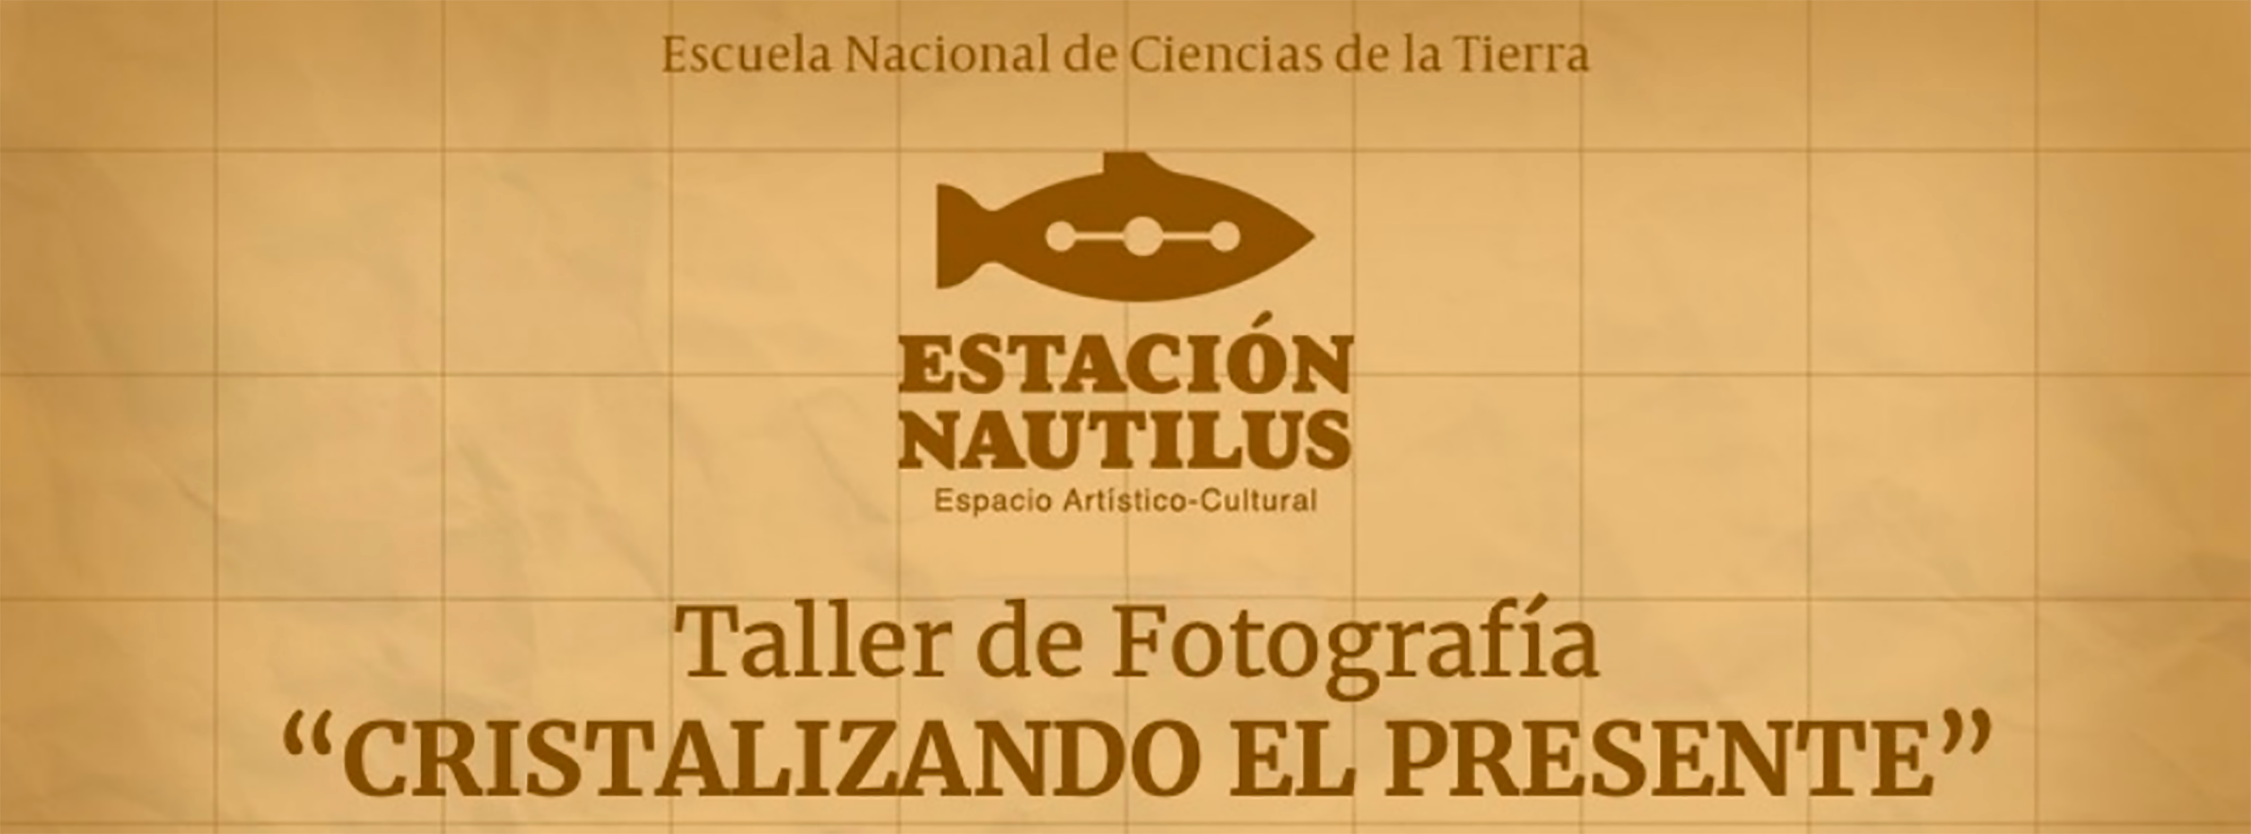 Escuela Nacional de Ciencias de la Tierra
ESTACIÓN
NAUTILUS
Espacio Artístico-Cultural
Taller de Fotografía
“CRISTALIZANDO EL PRESENTE”